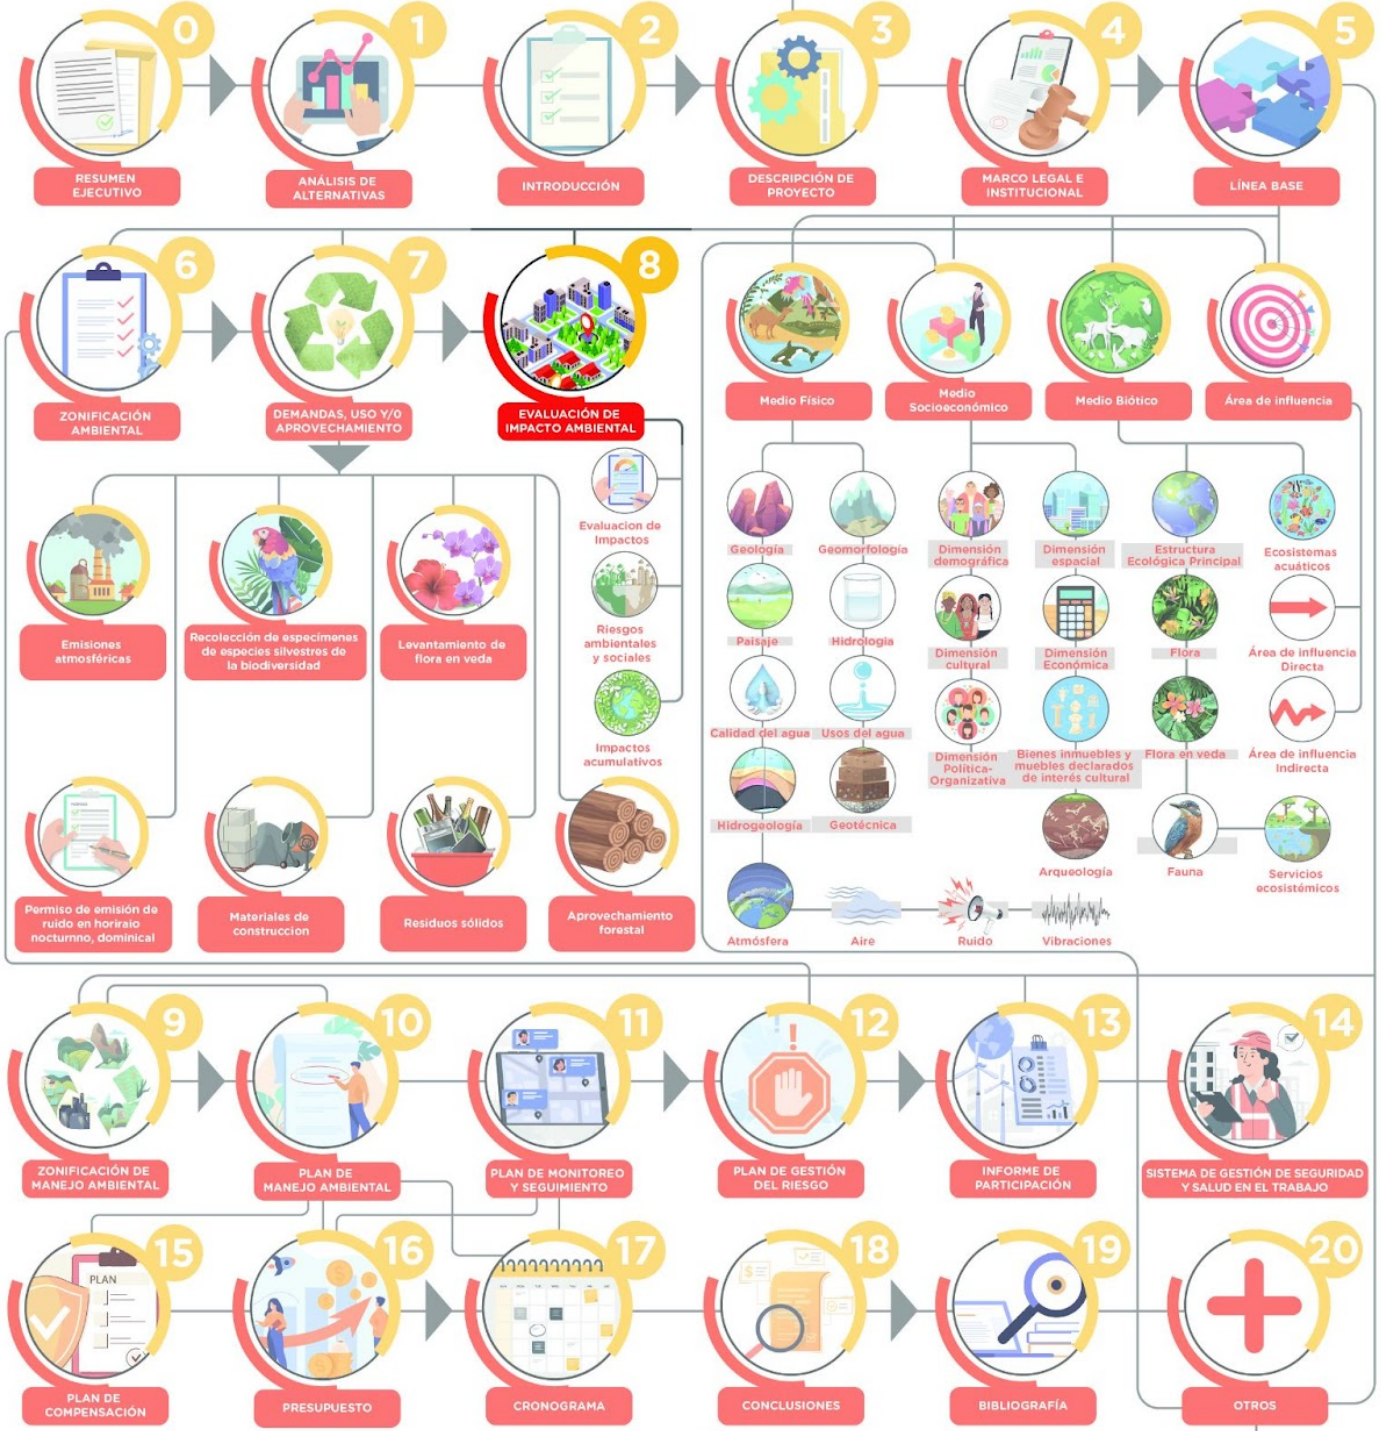 0
1
2
3
4
5
RESUMEN
EJECUTIVO
ANÁLISIS DE
ALTERNATIVAS
INTRODUCCIÓN
DESCRIPCIÓN DE
PROYECTO
MARCO LEGAL E
INSTITUCIONAL
LÍNEA BASE
6
7
8
ZONIFICACIÓN
AMBIENTAL
DEMANDAS, USO Y/O
APROVECHAMIENTO
EVALUACIÓN DE
IMPACTO AMBIENTAL
Medio Físico
Medio
Socioeconómico
Medio Biótico
Área de influencia
Evaluacion de
Impactos
Riesgos
ambientales
y sociales
Impactos
acumulativos
Emisiones
atmosféricas
Recolección de especímenes
de especies silvestres de
la biodiversidad
Levantamiento de
flora en veda
Permiso de emisión de
ruido en horiraio
nocturnno, dominical
Materiales de
construccion
Residuos sólidos
Aprovechamiento
forestal
Geología
Geomorfología
Dimensión
demográfica
Dimensión
espacial
Estructura
Ecológica Principal
Ecosistemas
acuáticos
Paisaje
Hidrología
Dimensión
cultural
Dimensión
Económica
Flora
Área de influencia
Directa
Calidad del agua
Usos del agua
Dimensión
Política-
Organizativa
Bienes inmuebles y
muebles declarados
de interés cultural
Flora en veda
Área de influencia
Indirecta
Hidrogeología
Geotécnica
Arqueología
Fauna
Servicios
ecosistémicos
Atmósfera
Aire
Ruido
Vibraciones
9
10
11
12
13
14
ZONIFICACIÓN DE
MANEJO AMBIENTAL
PLAN DE
MANEJO AMBIENTAL
PLAN DE MONITOREO
Y SEGUIMIENTO
PLAN DE GESTIÓN
DEL RIESGO
INFORME DE
PARTICIPACIÓN
SISTEMA DE GESTIÓN DE SEGURIDAD
Y SALUD EN EL TRABAJO
15
16
17
18
19
20
PLAN
PLAN DE
COMPENSACIÓN
PRESUPUESTO
CRONOGRAMA
CONCLUSIONES
BIBLIOGRAFÍA
OTROS